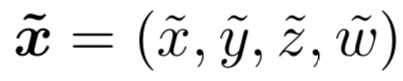 𝒙̃ = (x̃, ỹ, z̃, w̃)